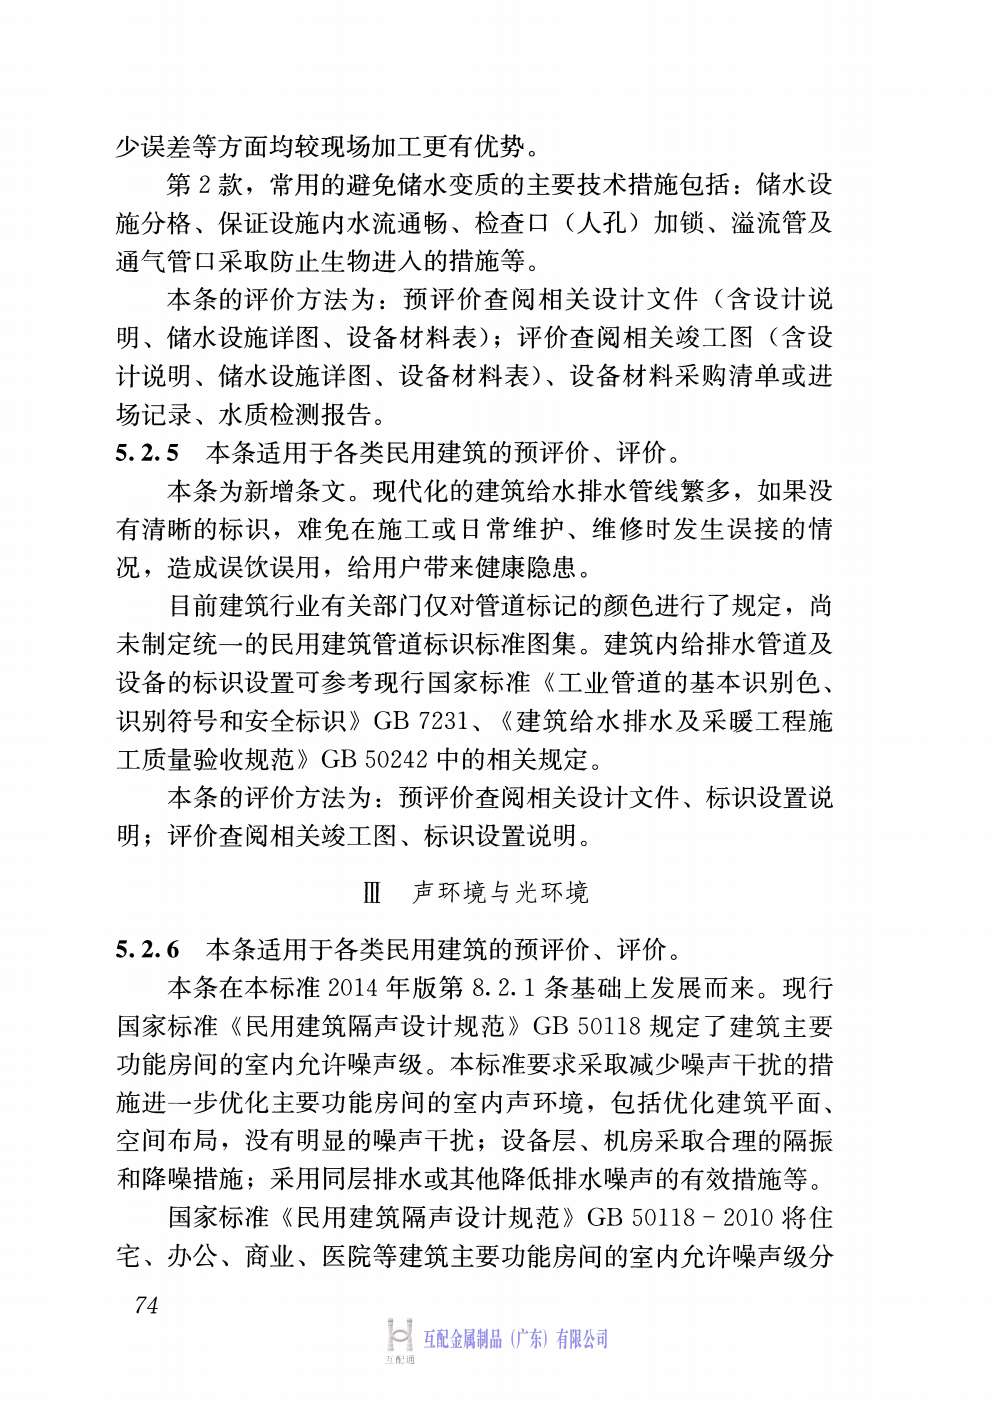 少误差等方面均较现场加工更有优势。
第 2 款，常用的避免储水变质的主要技术措施包括：储水设
施分格、保证设施内水流通畅、检查口（人孔）加锁、溢流管及
通气管口采取防止生物进入的措施等。
本条的评价方法为：预评价查阅相关设计文件（含设计说
明、储水设施详图、设备材料表）；评价查阅相关竣工图（含设
计说明、储水设施详图、设备材料表）、设备材料采购清单或进
场记录、水质检测报告。
5.2.5 本条适用于各类民用建筑的预评价、评价。
本条为新增条文。现代化的建筑给水排水管线繁多，如果没
有清晰的标识，难免在施工或日常维护、维修时发生误接的情
况，造成误饮误用，给用户带来健康隐患。
目前建筑行业有关部门仅对管道标记的颜色进行了规定，尚
未制定统一的民用建筑管道标识标准图集。建筑内给排水管道及
设备的标识设置可参考现行国家标准《工业管道的基本识别色、
识别符号和安全标识》GB 7231、《建筑给水排水及采暖工程施
工质量验收规范》GB 50242 中的相关规定。
本条的评价方法为：预评价查阅相关设计文件、标识设置说
明；评价查阅相关竣工图、标识设置说明。
Ⅲ 声环境与光环境
5.2.6 本条适用于各类民用建筑的预评价、评价。
本条在本标准 2014 年版第 8.2.1 条基础上发展而来。现行
国家标准《民用建筑隔声设计规范》GB 50118 规定了建筑主要
功能房间的室内允许噪声级。本标准要求采取减少噪声干扰的措
施进一步优化主要功能房间的室内声环境，包括优化建筑平面、
空间布局，没有明显的噪声干扰；设备层、机房采取合理的隔振
和降噪措施；采用同层排水或其他降低排水噪声的有效措施等。
国家标准《民用建筑隔声设计规范》GB 50118-2010 将住
宅、办公、商业、医院等建筑主要功能房间的室内允许噪声级分
74
互配金属制品（广东）有限公司
互配通